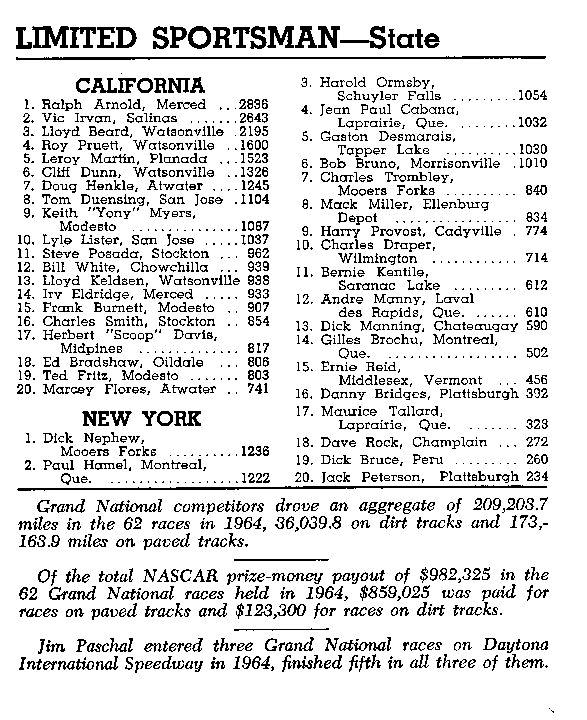 LIMITED SPORTSMAN—State
CALIFORNIA
1. Ralph Arnold, Merced ...2896
2. Vic Irvan, Salinas .......2643
3. Lloyd Beard, Watsonville .2195
4. Roy Pruett, Watsonville ..1600
5. Leroy Martin, Planada ...1523
6. Cliff Dunn, Watsonville ..1326
7. Doug Henkle, Atwater ....1245
8. Tom Duensing, San Jose .1104
9. Keith "Yony" Myers,
Modesto ...............1087
10. Lyle Lister, San Jose .....1037
11. Steve Posada, Stockton ... 962
12. Bill White, Chowchilla ... 939
13. Lloyd Keldsen, Watsonville 938
14. Irv Eldridge, Merced ..... 933
15. Frank Burnett, Modesto .. 907
16. Charles Smith, Stockton .. 854
17. Herbert "Scoop" Davis,
Midpines ............. 817
18. Ed Bradshaw, Oildale ... 806
19. Ted Fritz, Modesto ....... 803
20. Marcey Flores, Atwater .. 741
NEW YORK
1. Dick Nephew,
Mooers Forks ..........1236
2. Paul Hamel, Montreal,
Que. ..................1222
3. Harold Ormsby,
Schuyler Falls .........1054
4. Jean Paul Cabana,
Laprairie, Que. ........1032
5. Gaston Desmarais,
Tapper Lake ..........1030
6. Bob Bruno, Morrisonville .1010
7. Charles Trombley,
Mooers Forks .......... 840
8. Mack Miller, Ellenburg
Depot ................. 834
9. Harry Provost, Cadyville . 774
10. Charles Draper,
Wilmington ............ 714
11. Bernie Kentile,
Saranac Lake ......... 612
12. Andre Manny, Laval
des Rapids, Que. ...... 610
13. Dick Manning, Chateaugay 590
14. Gilles Brochu, Montreal,
Que. .................. 502
15. Ernie Reid,
Middlesex, Vermont ... 456
16. Danny Bridges, Plattsburgh 392
17. Maurice Tallard,
Laprairie, Que. ....... 323
18. Dave Rock, Champlain ... 272
19. Dick Bruce, Peru ......... 260
20. Jack Peterson, Plattsburgh 234
Grand National competitors drove an aggregate of 209,203.7
miles in the 62 races in 1964, 36,039.8 on dirt tracks and 173,-
163.9 miles on paved tracks.
Of the total NASCAR prize-money payout of $982,325 in the
62 Grand National races held in 1964, $859,025 was paid for
races on paved tracks and $123,300 for races on dirt tracks.
Jim Paschal entered three Grand National races on Daytona
International Speedway in 1964, finished fifth in all three of them.